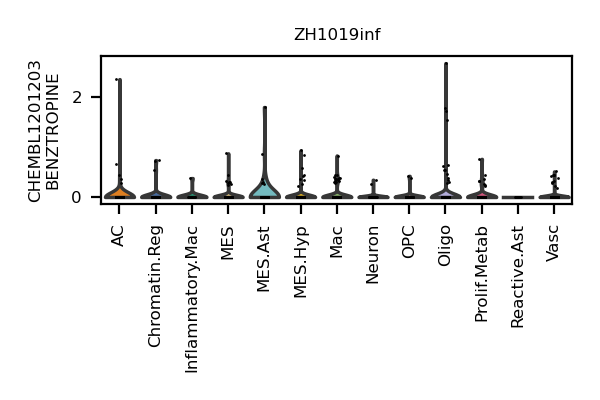 ZH1019inf
CHEMBL1201203
BENZTROPINE
2
0
AC
Chromatin.Reg
Inflammatory.Mac
MES
MES.Ast
MES.Hyp
Mac
Neuron
OPC
Oligo
Prolif.Metab
Reactive.Ast
Vasc